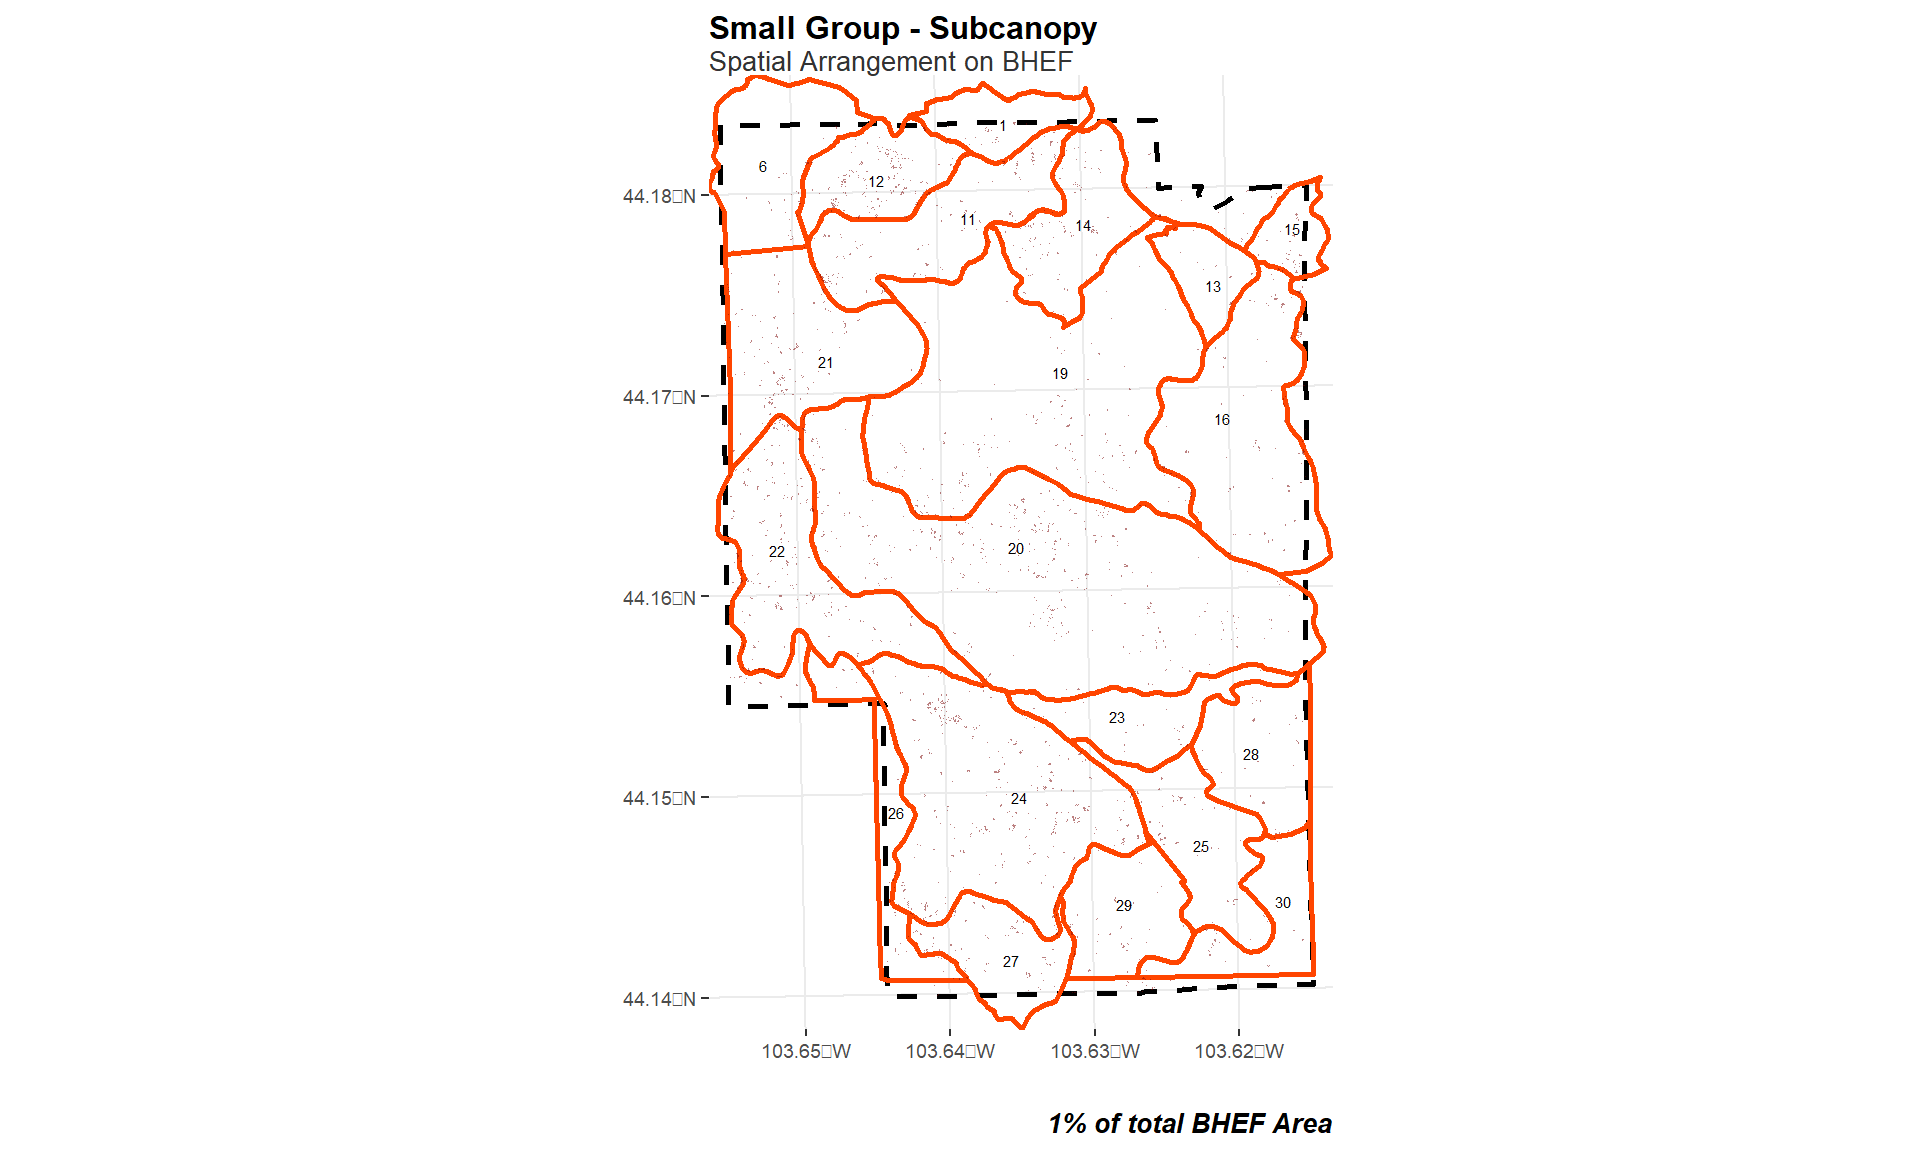 Small Group - Subcanopy
Spatial Arrangement on BHEF
1
6
12
11
14
15
13
21
19
16
22
20
23
28
24
26
25
29
30
27
44.18□N
44.17□N
44.16□N
44.15□N
44.14□N
103.65□W 103.64□W 103.63□W 103.62□W
1% of total BHEF Area